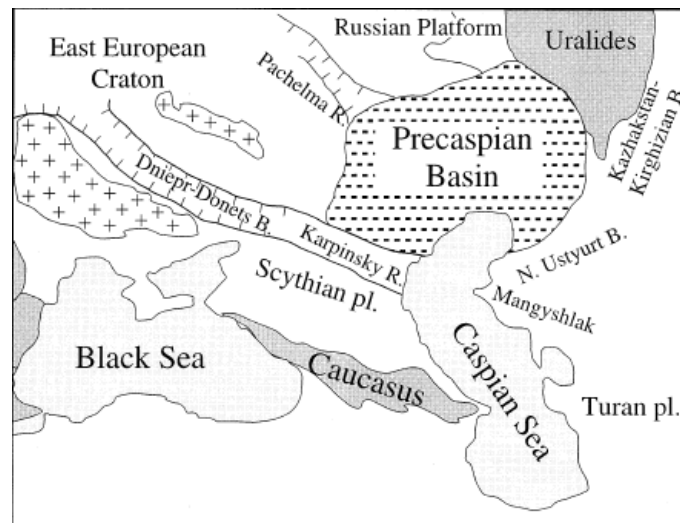 Russian Platform
Uralides
East European
Craton
Pachelma R.
Kazhakstan-
Kirghizian B.
Precaspian
Basin
Dniepr-Donets B.
Karpinsky R.
N. Ustyurt B.
Scythian pl.
Mangyshlak
Black Sea
Caucasus
Caspian Sea
Turan pl.